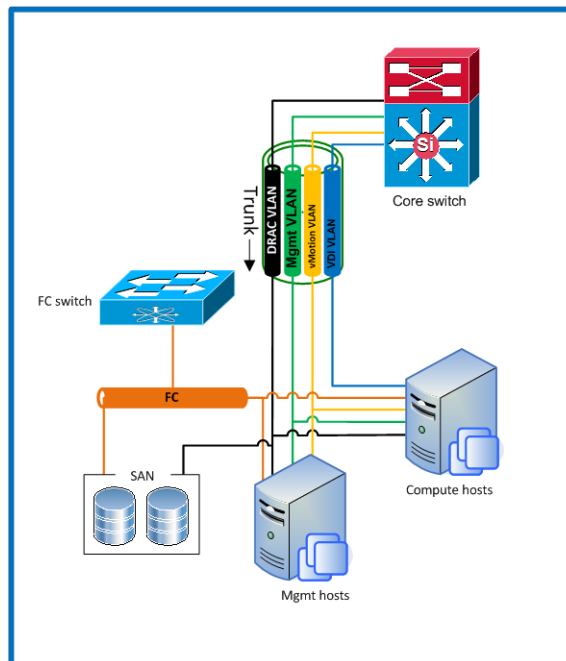 Si
Core switch
Trunk
DRAC VLAN
Mgmt VLAN
vMotion VLAN
VDI VLAN
FC switch
FC
SAN
Compute hosts
Mgmt hosts